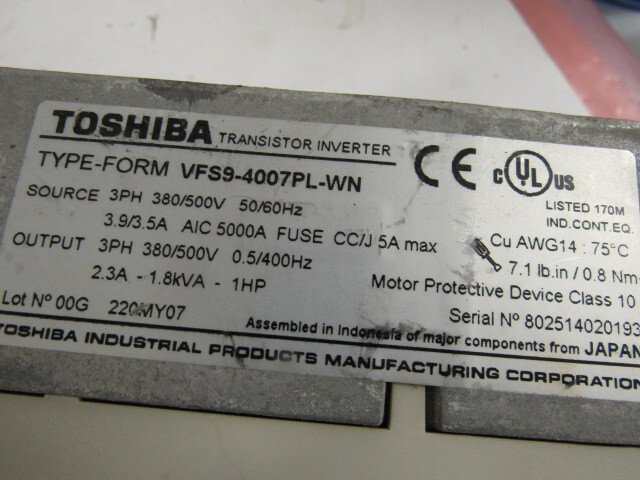 TOSHIBA TRANSISTOR INVERTER
TYPE-FORM VFS9-4007PL-WN
SOURCE 3PH 380/500V 50/60Hz
3.9/3.5A AIC 5000A FUSE CC/J 5A max
OUTPUT 3PH 380/500V 0.5/400Hz
2.3A - 1.8kVA - 1HP
Lot Nº 00G 220MY07
CE c UL US
LISTED 170M
IND.CONT.EQ.
Cu AWG14 : 75°C
7.1 lb.in / 0.8 Nm
Motor Protective Device Class 10
Serial Nº 802514020193
Assembled in Indonesia of major components from JAPAN
TOSHIBA INDUSTRIAL PRODUCTS MANUFACTURING CORPORATION